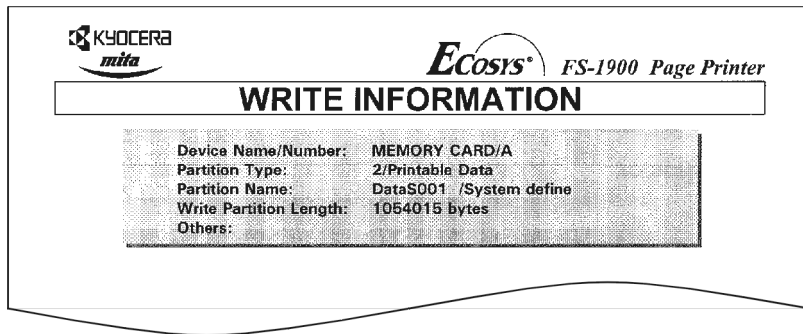 KYOCERA
mita
ECOSYS FS-1900 Page Printer
WRITE INFORMATION
Device Name/Number: MEMORY CARD/A
Partition Type: 2/Printable Data
Partition Name: DataS001 /System define
Write Partition Length: 1054015 bytes
Others: